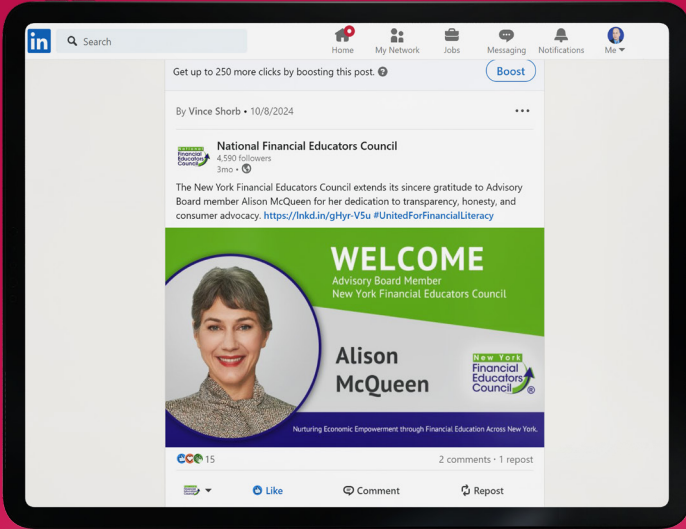 in
Search
Home
My Network
Jobs
Messaging
Notifications
Me
Get up to 250 more clicks by boosting this post.
Boost
By Vince Shorb • 10/8/2024
National
Financial
Educators
Council
National Financial Educators Council
4,590 followers
3mo •
The New York Financial Educators Council extends its sincere gratitude to Advisory
Board member Alison McQueen for her dedication to transparency, honesty, and
consumer advocacy. https://lnkd.in/gHyr-V5u #UnitedForFinancialLiteracy
WELCOME
Advisory Board Member
New York Financial Educators Council
Alison
McQueen
New York
Financial
Educators
Council ®
Nurturing Economic Empowerment through Financial Education Across New York.
15
2 comments · 1 repost
Like
Comment
Repost